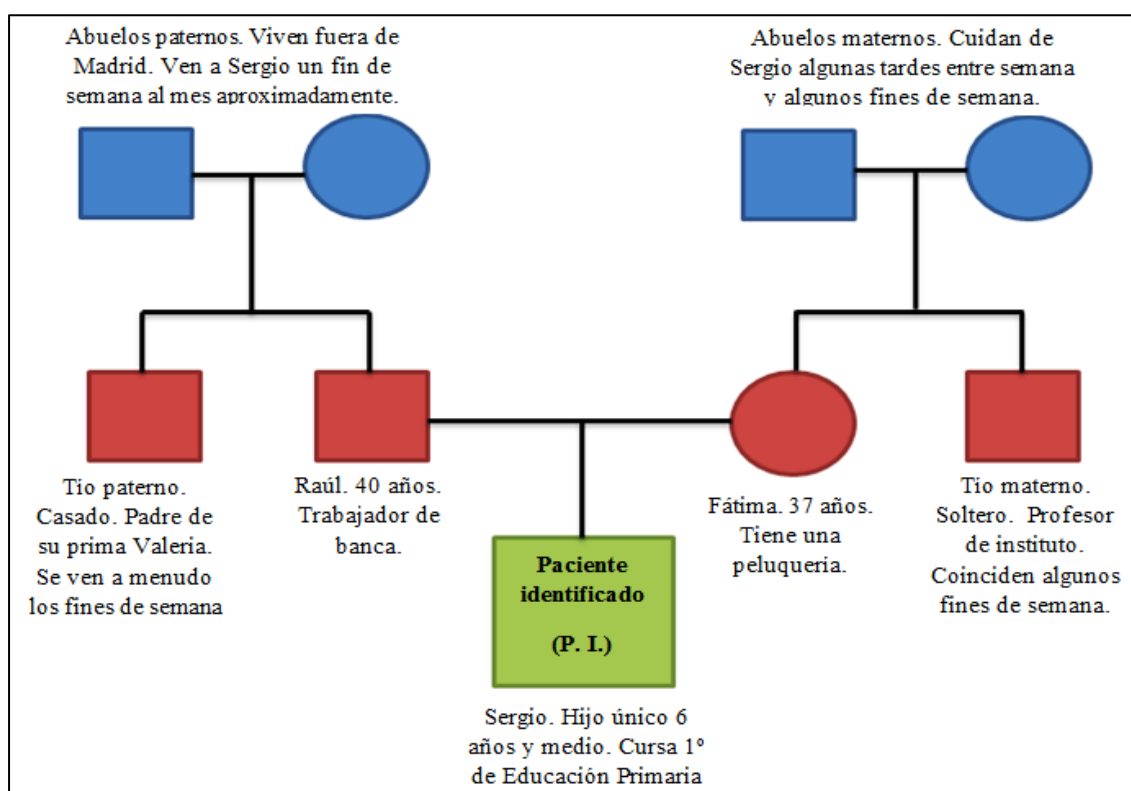 Abuelos paternos. Viven fuera de
Madrid. Ven a Sergio un fin de
semana al mes aproximadamente.
Abuelos maternos. Cuidan de
Sergio algunas tardes entre semana
y algunos fines de semana.
Tio paterno.
Casado. Padre de
su prima Valeria.
Se ven a menudo
los fines de semana
Raúl. 40 años.
Trabajador de
banca.
Fátima. 37 años.
Tiene una
peluqueria.
Tio materno.
Soltero. Profesor
de instituto.
Coinciden algunos
fines de semana.
Paciente
identificado
(P. I.)
Sergio. Hijo único 6
años y medio. Cursa 1º
de Educación Primaria